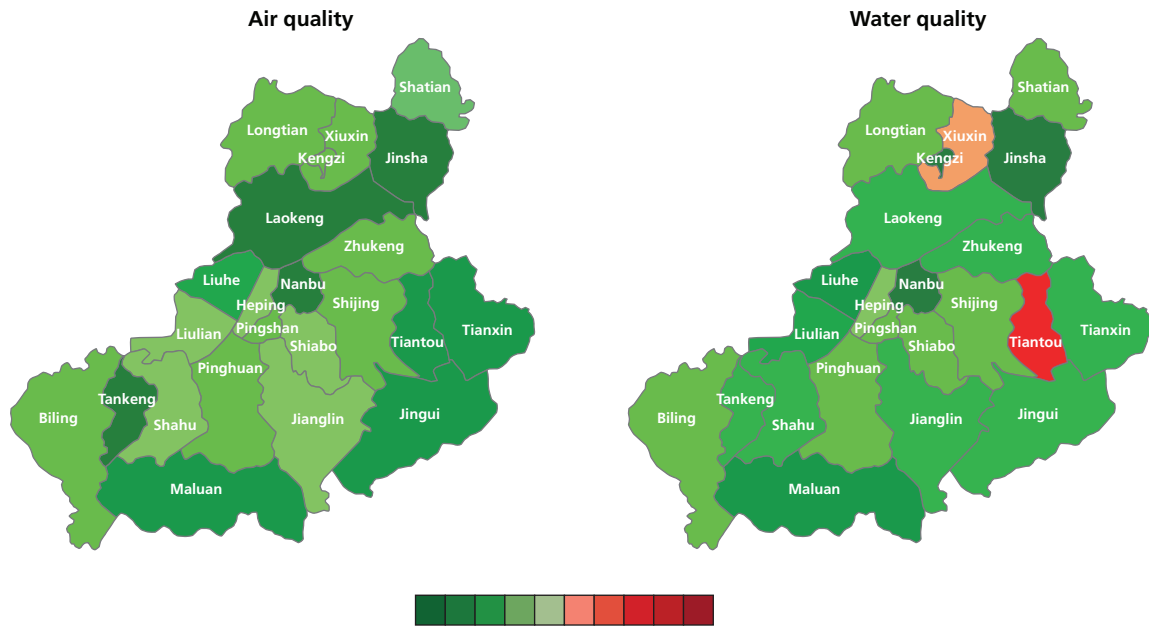 Air quality
Water quality
Shatian
Longtian
Xiuxin
Kengzi
Jinsha
Laokeng
Zhukeng
Liuhe
Nanbu
Heping
Shijing
Liulian
Pingshan
Tianxin
Shiabo
Tiantou
Pinghuan
Tankeng
Biling
Shahu
Jianglin
Jingui
Maluan
Shatian
Longtian
Xiuxin
Kengzi
Jinsha
Laokeng
Zhukeng
Liuhe
Nanbu
Heping
Shijing
Liulian
Pingshan
Tianxin
Shiabo
Tiantou
Pinghuan
Tankeng
Biling
Shahu
Jianglin
Jingui
Maluan